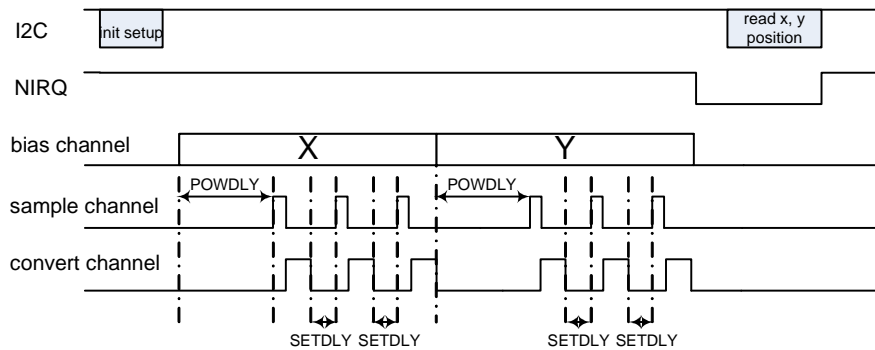 I2C
init setup
read x, y
position
NIRQ
bias channel
X
Y
POWDLY
POWDLY
sample channel
convert channel
SETDLY SETDLY
SETDLY SETDLY